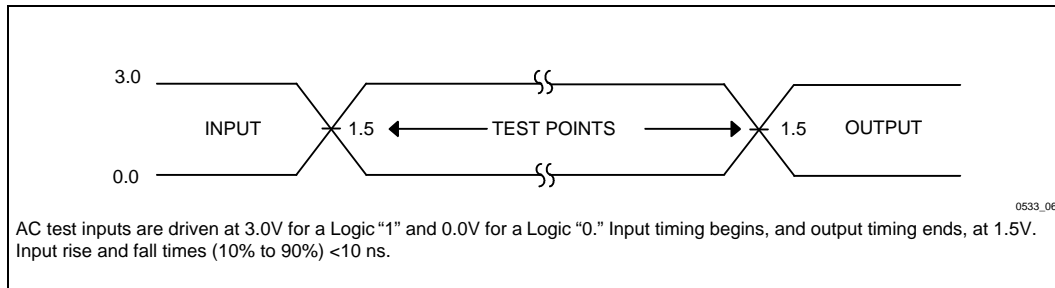 3.0
INPUT 1.5 TEST POINTS 1.5 OUTPUT
0.0
0533_06
AC test inputs are driven at 3.0V for a Logic “1” and 0.0V for a Logic “0.” Input timing begins, and output timing ends, at 1.5V.
Input rise and fall times (10% to 90%) <10 ns.